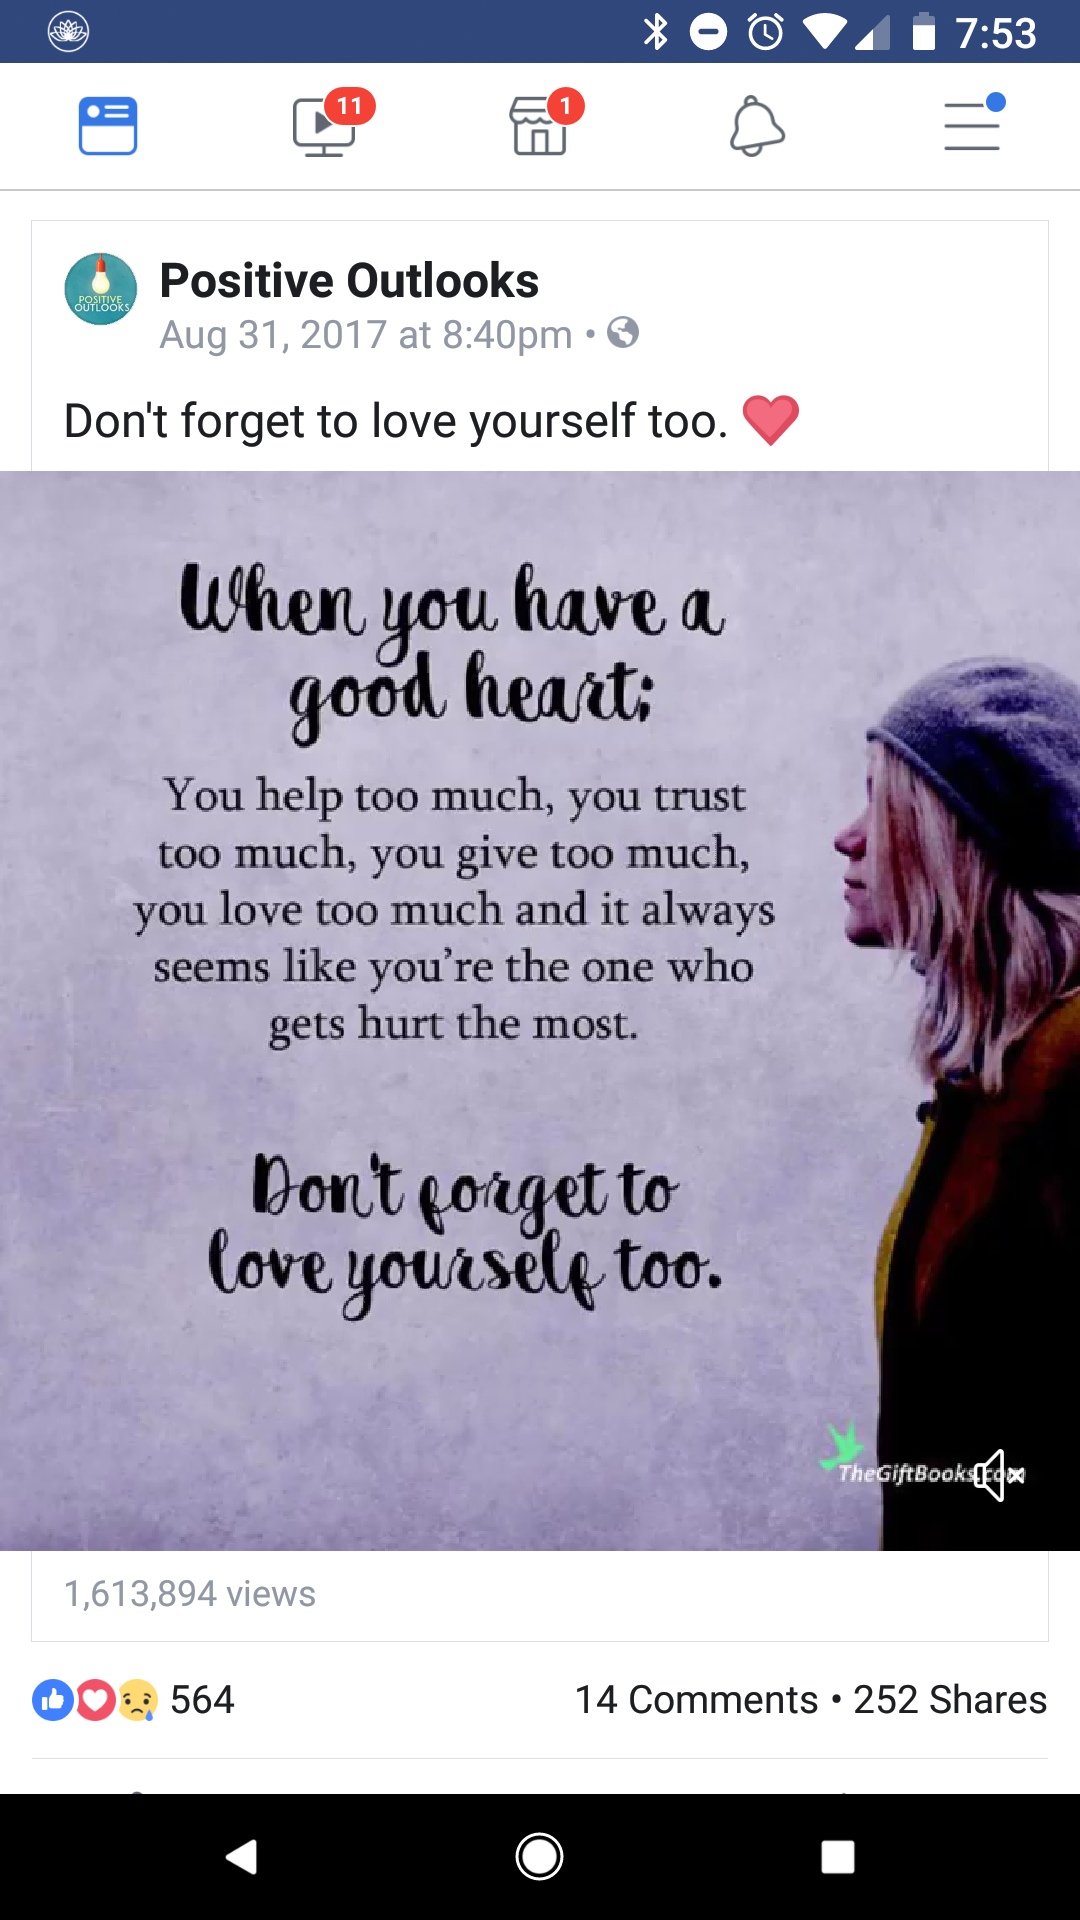 7:53
11
1
POSITIVE
OUTLOOKS
Positive Outlooks
Aug 31, 2017 at 8:40pm •
Don't forget to love yourself too. ❤
When you have a
good heart:
You help too much, you trust
too much, you give too much,
you love too much and it always
seems like you're the one who
gets hurt the most.
Don't forget to
love yourself too.
TheGiftBooks.com
1,613,894 views
564
14 Comments • 252 Shares